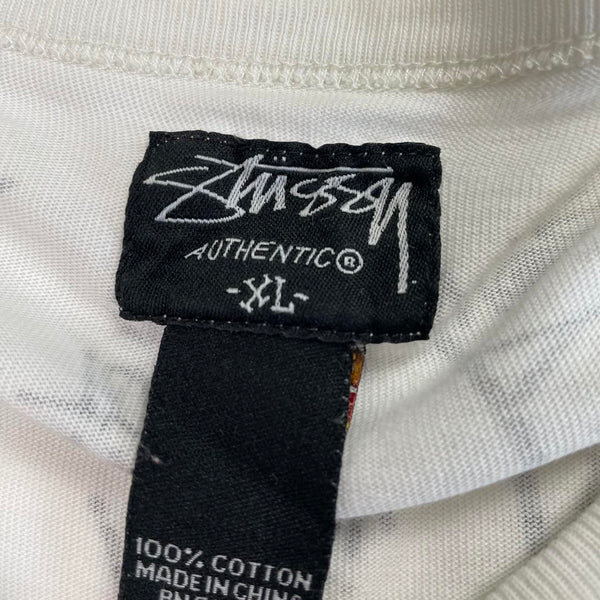 Stüssy
AUTHENTIC®
-XL-
100% COTTON
MADE IN CHINA